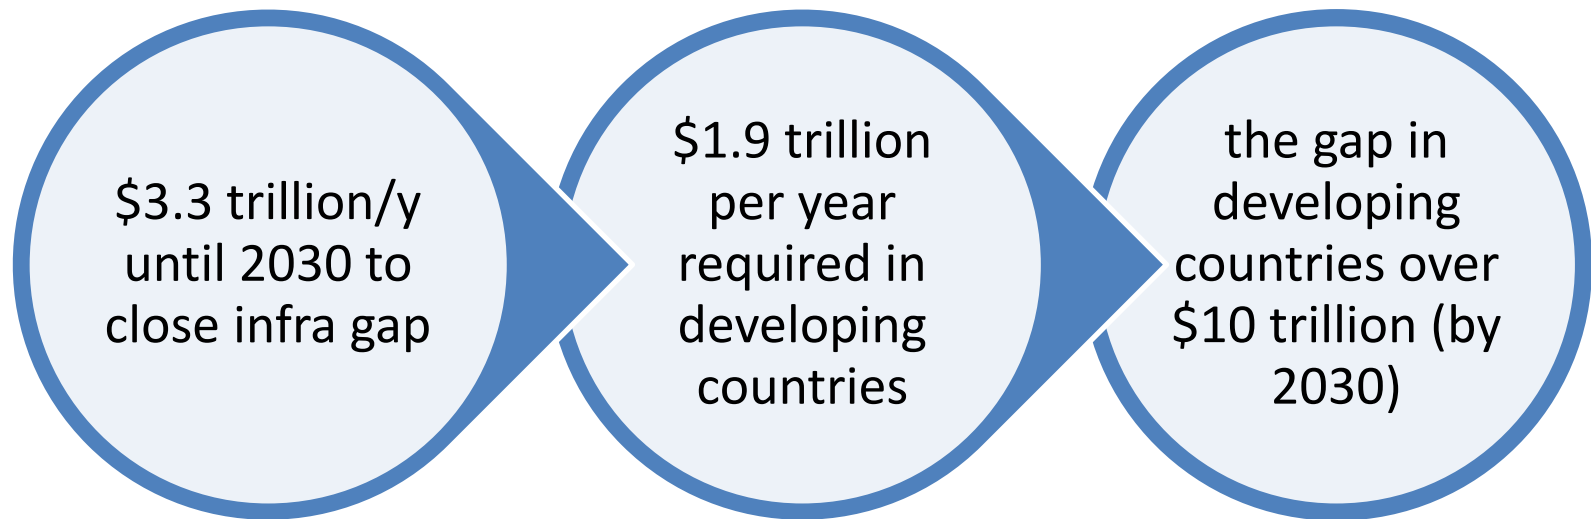 $3.3 trillion/y
until 2030 to
close infra gap
$1.9 trillion
per year
required in
developing
countries
the gap in
developing
countries over
$10 trillion (by
2030)